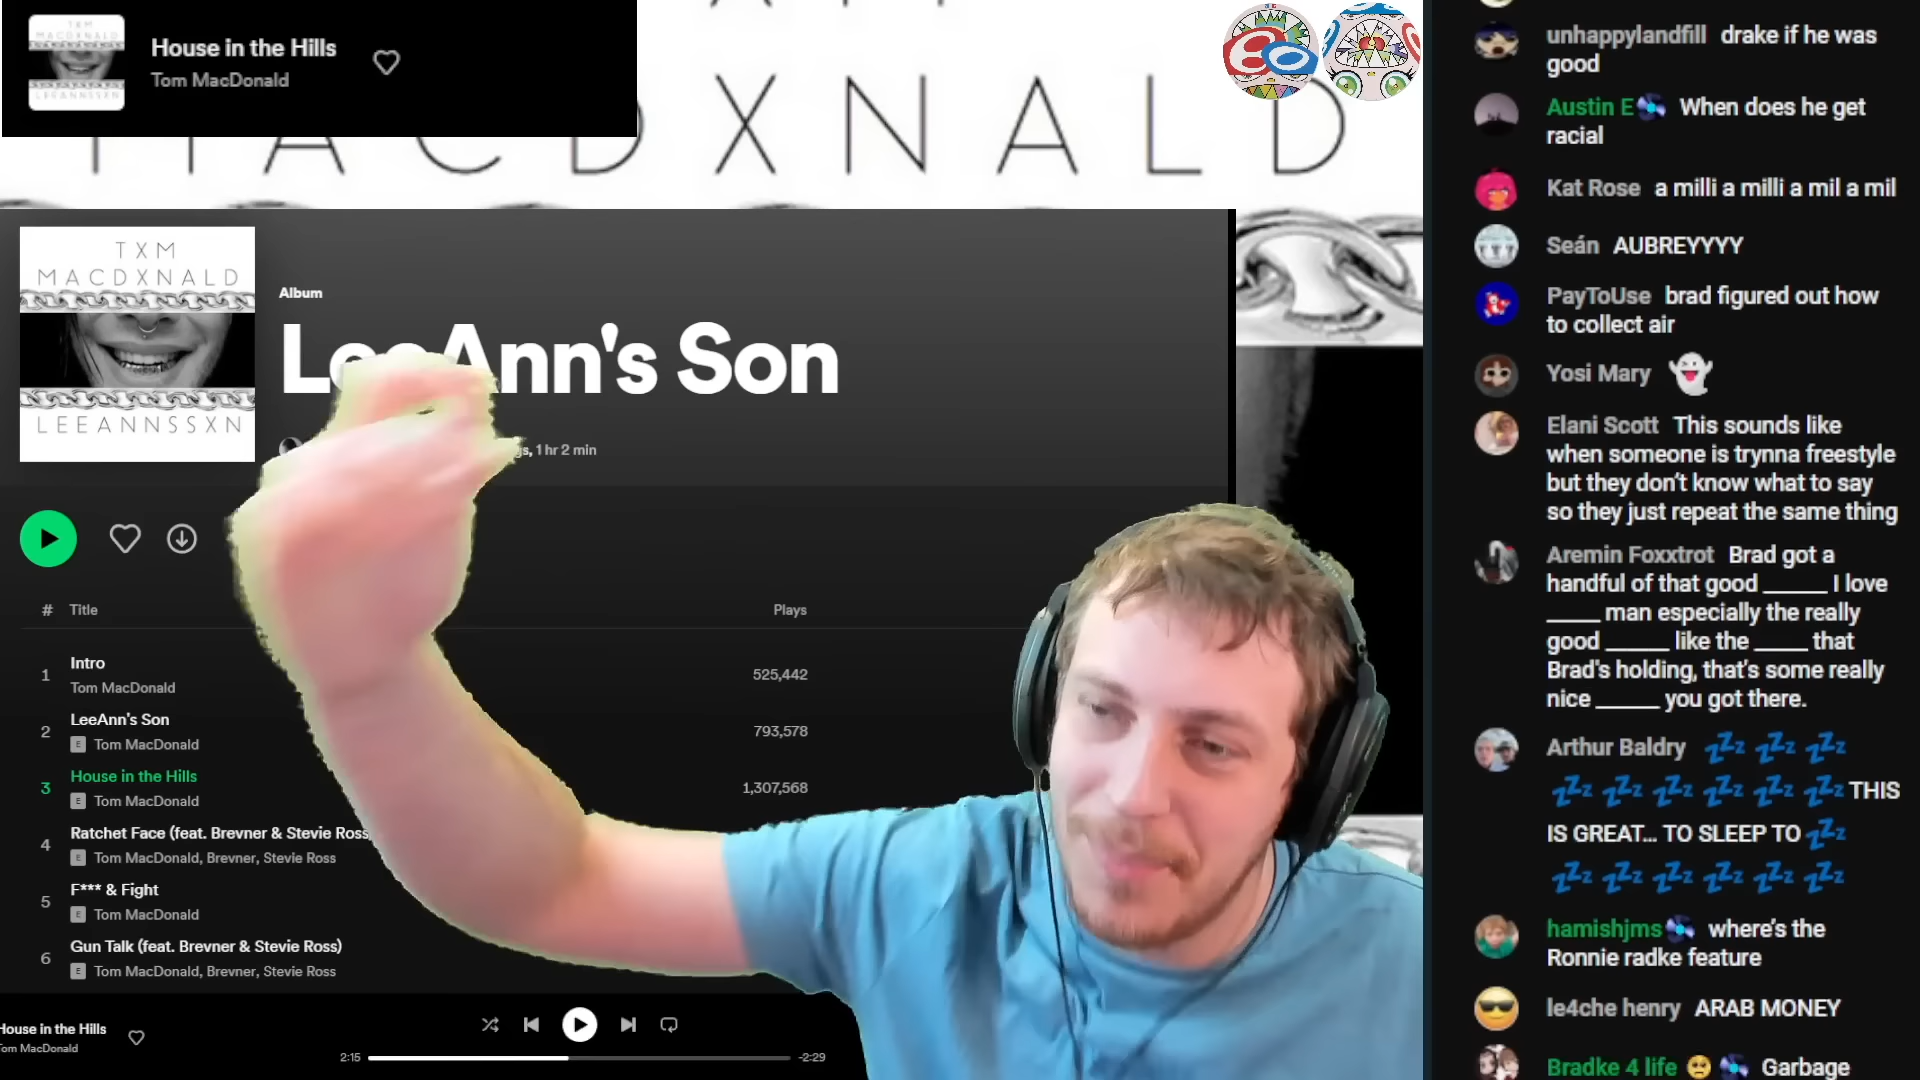 TXM
MACDXNALD
LEEANNSSXN
House in the Hills
Tom MacDonald
MACDXNALD
TXM
MACDXNALD
LEEANNSSXN
Album
LeeAnn's Son
1 hr 2 min
# Title Plays
1 Intro 525,442
Tom MacDonald
2 LeeAnn's Son 793,578
E Tom MacDonald
3 House in the Hills 1,307,568
E Tom MacDonald
4 Ratchet Face (feat. Brevner & Stevie Ross
E Tom MacDonald, Brevner, Stevie Ross
5 F*** & Fight
E Tom MacDonald
6 Gun Talk (feat. Brevner & Stevie Ross)
E Tom MacDonald, Brevner, Stevie Ross
House in the Hills
Tom MacDonald
2:15 -2:29
unhappylandfill drake if he was
good
Austin E When does he get
racial
Kat Rose a milli a milli a mil a mil
Seán AUBREYYYY
PayToUse brad figured out how
to collect air
Yosi Mary
Elani Scott This sounds like
when someone is trynna freestyle
but they don't know what to say
so they just repeat the same thing
Aremin Foxxtrot Brad got a
handful of that good ______ I love
_____ man especially the really
good ______ like the _____ that
Brad's holding, that's some really
nice ______ you got there.
Arthur Baldry 💤 💤 💤
💤 💤 💤 💤 💤 💤 THIS
IS GREAT... TO SLEEP TO 💤
💤 💤 💤 💤 💤 💤
hamishjms where's the
Ronnie radke feature
le4che henry ARAB MONEY
Bradke 4 life Garbage